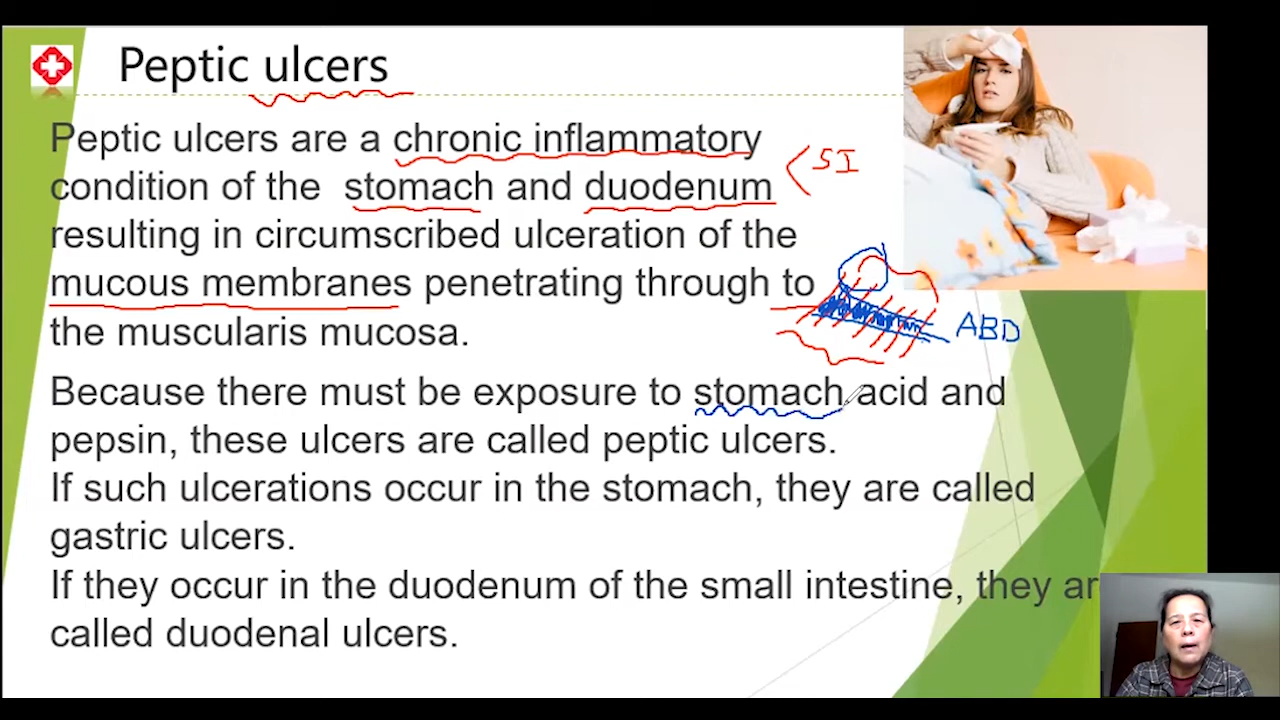 Peptic ulcers
Peptic ulcers are a chronic inflammatory
condition of the stomach and duodenum
SI
resulting in circumscribed ulceration of the
mucous membranes penetrating through to
the muscularis mucosa.
ABD
Because there must be exposure to stomach acid and
pepsin, these ulcers are called peptic ulcers.
If such ulcerations occur in the stomach, they are called
gastric ulcers.
If they occur in the duodenum of the small intestine, they ar
called duodenal ulcers.